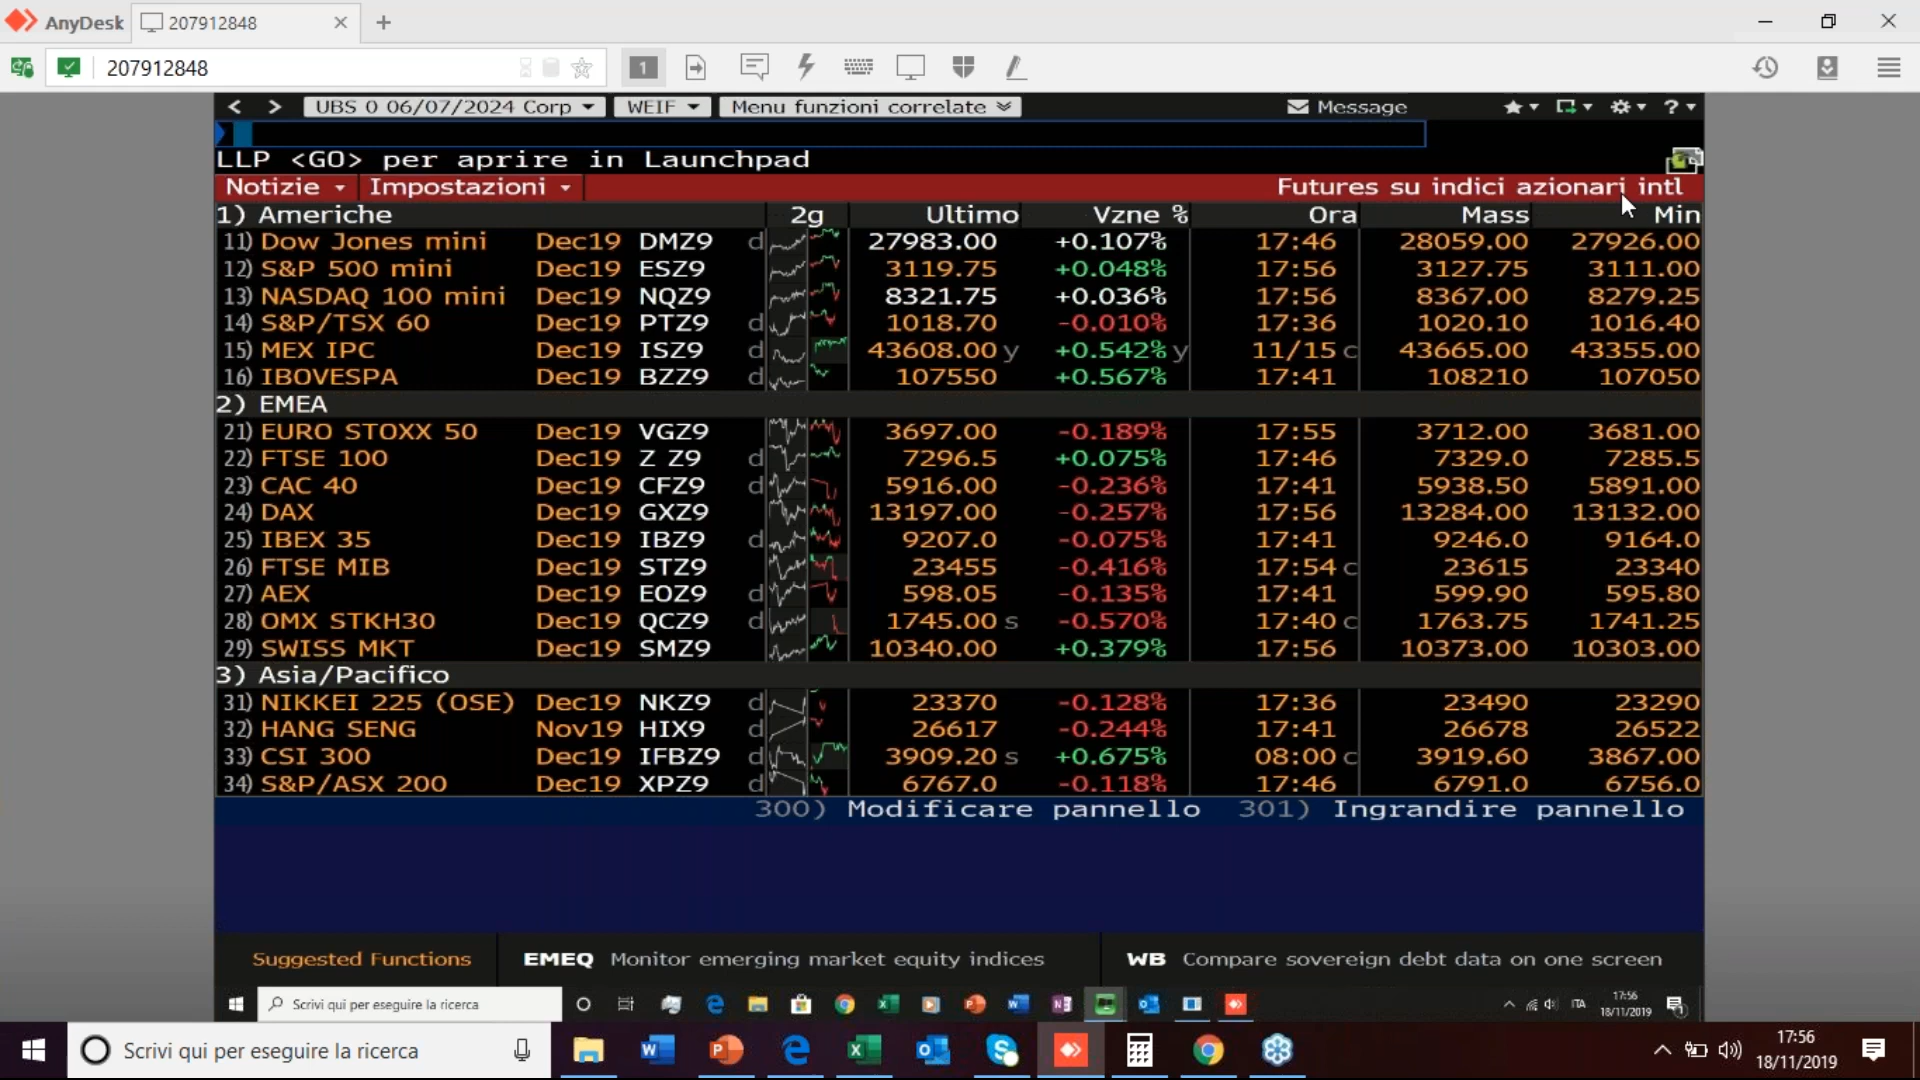 AnyDesk 207912848
207912848 1
UBS 0 06/07/2024 Corp WEIF Menu funzioni correlate Message ?
LLP <GO> per aprire in Launchpad
Notizie Impostazioni Futures su indici azionari intl
1) Americhe 2g Ultimo Vzne % Ora Mass Min
11) Dow Jones mini Dec19 DMZ9 d 27983.00 +0.107% 17:46 28059.00 27926.00
12) S&P 500 mini Dec19 ESZ9 3119.75 +0.048% 17:56 3127.75 3111.00
13) NASDAQ 100 mini Dec19 NQZ9 8321.75 +0.036% 17:56 8367.00 8279.25
14) S&P/TSX 60 Dec19 PTZ9 d 1018.70 -0.010% 17:36 1020.10 1016.40
15) MEX IPC Dec19 ISZ9 d 43608.00 y +0.542% y 11/15 c 43665.00 43355.00
16) IBOVESPA Dec19 BZZ9 d 107550 +0.567% 17:41 108210 107050
2) EMEA
21) EURO STOXX 50 Dec19 VGZ9 3697.00 -0.189% 17:55 3712.00 3681.00
22) FTSE 100 Dec19 Z Z9 d 7296.5 +0.075% 17:46 7329.0 7285.5
23) CAC 40 Dec19 CFZ9 d 5916.00 -0.236% 17:41 5938.50 5891.00
24) DAX Dec19 GXZ9 13197.00 -0.257% 17:56 13284.00 13132.00
25) IBEX 35 Dec19 IBZ9 d 9207.0 -0.075% 17:41 9246.0 9164.0
26) FTSE MIB Dec19 STZ9 23455 -0.416% 17:54 c 23615 23340
27) AEX Dec19 EOZ9 d 598.05 -0.135% 17:41 599.90 595.80
28) OMX STKH30 Dec19 QCZ9 d 1745.00 s -0.570% 17:40 c 1763.75 1741.25
29) SWISS MKT Dec19 SMZ9 10340.00 +0.379% 17:56 10373.00 10303.00
3) Asia/Pacifico
31) NIKKEI 225 (OSE) Dec19 NKZ9 d 23370 -0.128% 17:36 23490 23290
32) HANG SENG Nov19 HIX9 d 26617 -0.244% 17:41 26678 26522
33) CSI 300 Dec19 IFBZ9 d 3909.20 s +0.675% 08:00 c 3919.60 3867.00
34) S&P/ASX 200 Dec19 XPZ9 d 6767.0 -0.118% 17:46 6791.0 6756.0
300) Modificare pannello 301) Ingrandire pannello
Suggested Functions EMEQ Monitor emerging market equity indices WB Compare sovereign debt data on one screen
Scrivi qui per eseguire la ricerca ITA 17:56
18/11/2019
Scrivi qui per eseguire la ricerca 17:56
18/11/2019